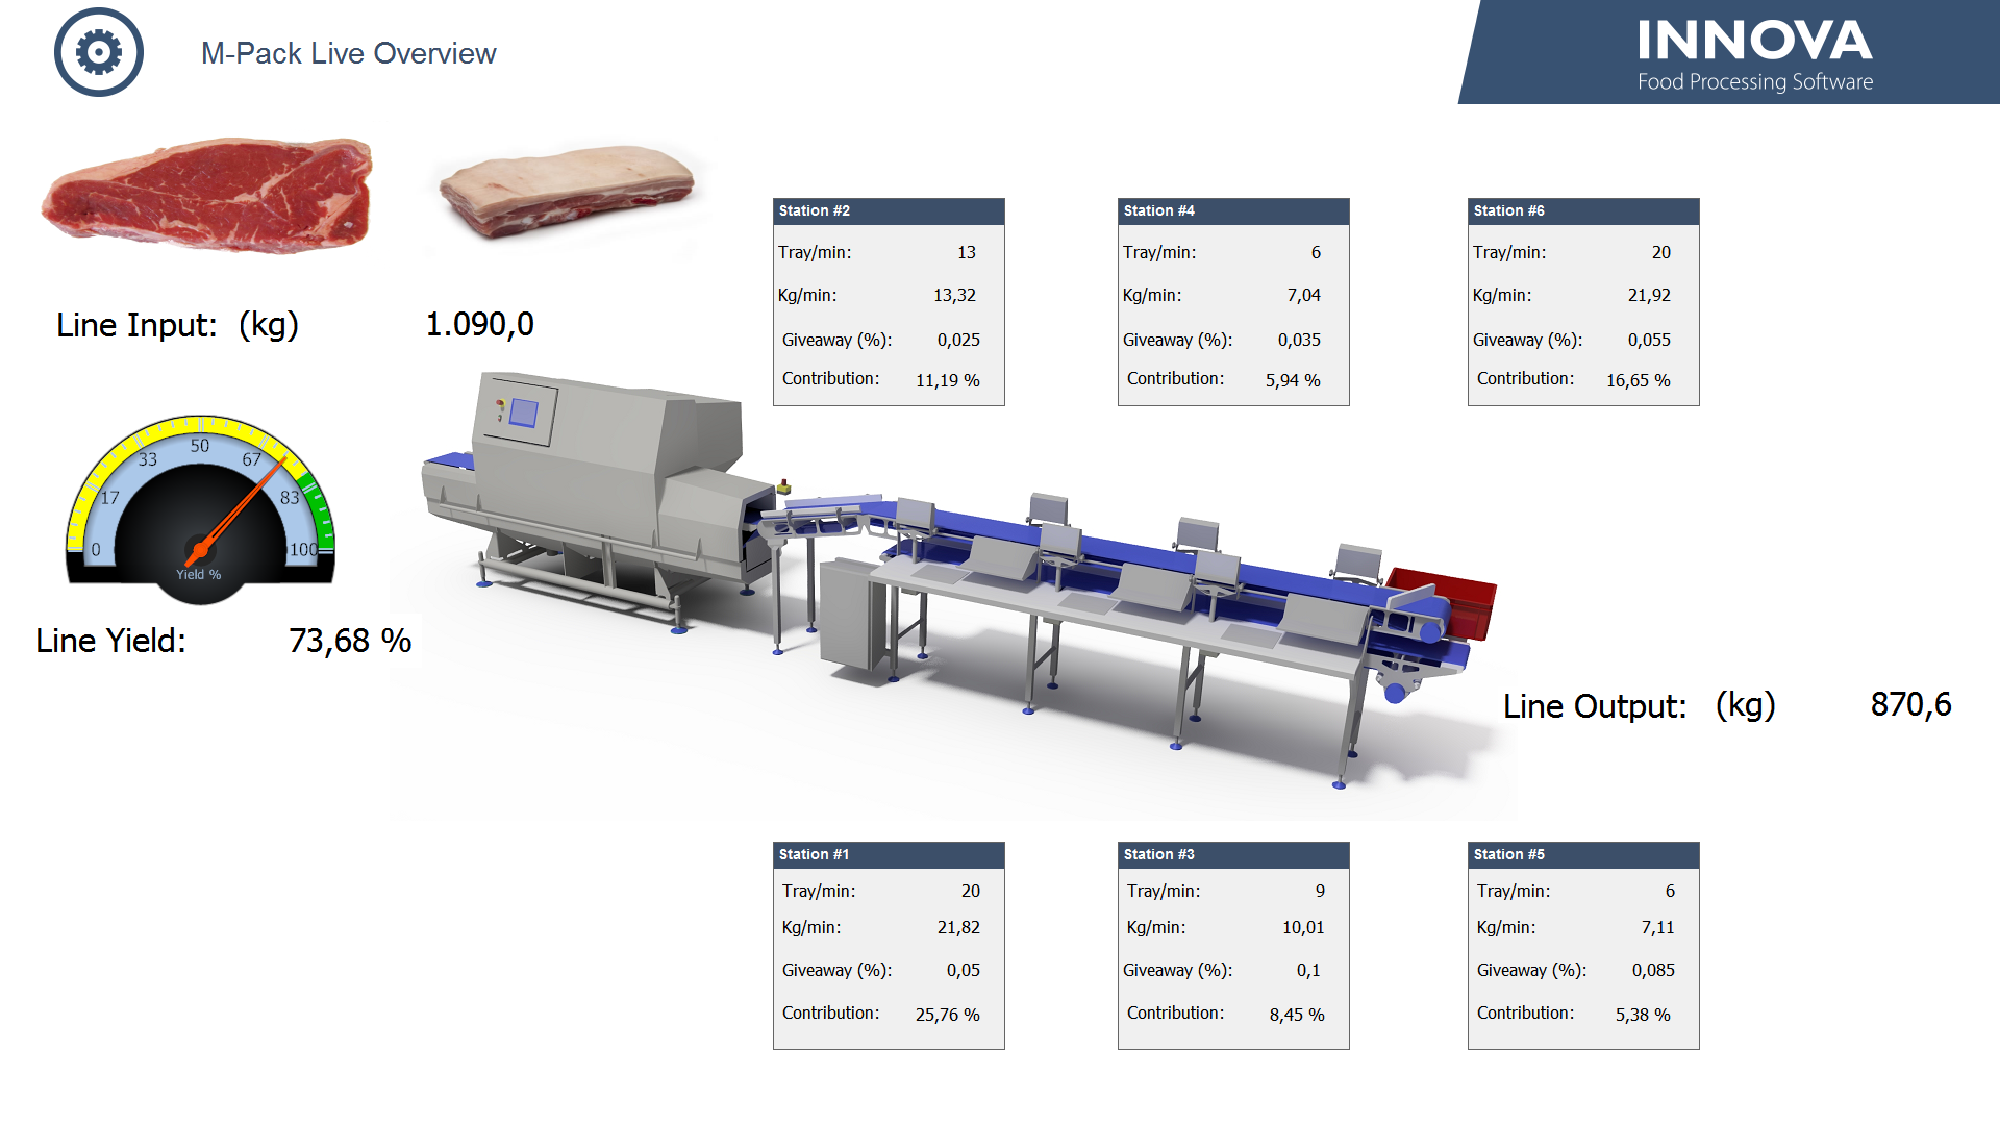 M-Pack Live Overview
INNOVA
Food Processing Software
Line Input: (kg) 1.090,0
Station #2
Tray/min: 13
Kg/min: 13,32
Giveaway (%): 0,025
Contribution: 11,19 %
Station #4
Tray/min: 6
Kg/min: 7,04
Giveaway (%): 0,035
Contribution: 5,94 %
Station #6
Tray/min: 20
Kg/min: 21,92
Giveaway (%): 0,055
Contribution: 16,65 %
0 17 33 50 67 83 100
Yield %
Line Yield: 73,68 %
Line Output: (kg) 870,6
Station #1
Tray/min: 20
Kg/min: 21,82
Giveaway (%): 0,05
Contribution: 25,76 %
Station #3
Tray/min: 9
Kg/min: 10,01
Giveaway (%): 0,1
Contribution: 8,45 %
Station #5
Tray/min: 6
Kg/min: 7,11
Giveaway (%): 0,085
Contribution: 5,38 %